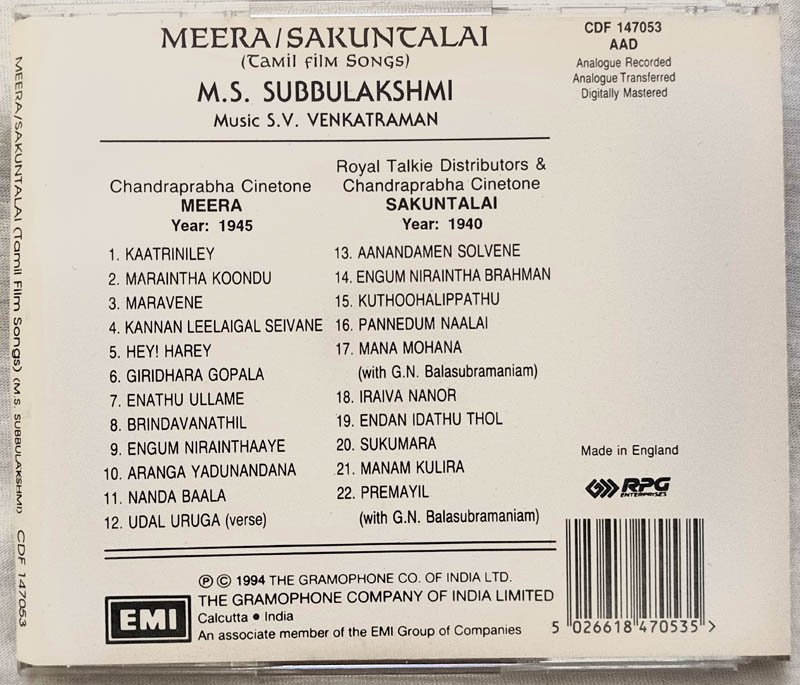 MEERA/SAKUNTALAI
(Tamil Film Songs)
M.S. SUBBULAKSHMI
Music S.V. VENKATRAMAN
CDF 147053
AAD
Analogue Recorded
Analogue Transferred
Digitally Mastered
Chandraprabha Cinetone
MEERA
Year: 1945
1. KAATRINILEY
2. MARAINTHA KOONDU
3. MARAVENE
4. KANNAN LEELAIGAL SEIVANE
5. HEY! HAREY
6. GIRIDHARA GOPALA
7. ENATHU ULLAME
8. BRINDAVANATHIL
9. ENGUM NIRAINTHAAYE
10. ARANGA YADUNANDANA
11. NANDA BAALA
12. UDAL URUGA (verse)
Royal Talkie Distributors &
Chandraprabha Cinetone
SAKUNTALAI
Year: 1940
13. AANANDAMEN SOLVENE
14. ENGUM NIRAINTHA BRAHMAN
15. KUTHOOHALIPPATHU
16. PANNEDUM NAALAI
17. MANA MOHANA
(with G.N. Balasubramaniam)
18. IRAIVA NANOR
19. ENDAN IDATHU THOL
20. SUKUMARA
21. MANAM KULIRA
22. PREMAYIL
(with G.N. Balasubramaniam)
Made in England
RPG
ENTERPRISES
EMI
℗ © 1994 THE GRAMOPHONE CO. OF INDIA LTD.
THE GRAMOPHONE COMPANY OF INDIA LIMITED
Calcutta • India
An associate member of the EMI Group of Companies
5 026618 470535 >
MEERA/SAKUNTALAI (Tamil Film Songs) (M.S. SUBBULAKSHMI) CDF 147053